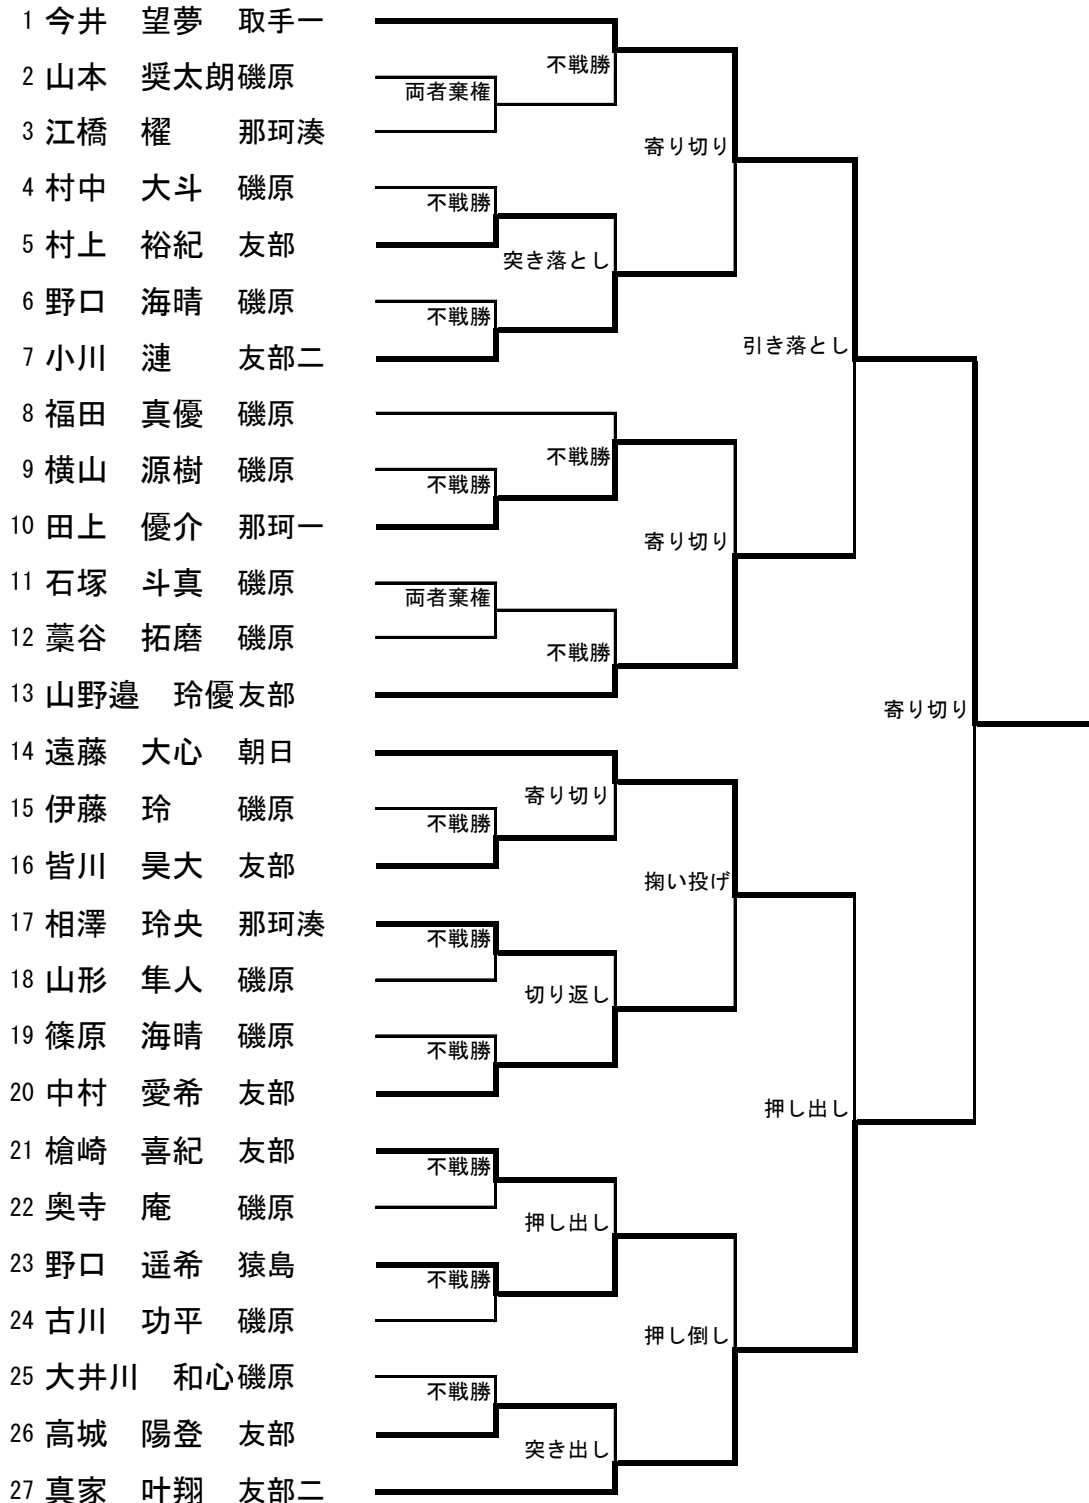 1 今井　望夢　取手一
不戦勝
2 山本　奨太朗 磯原
両者棄権
3 江橋　櫂　那珂湊
寄り切り
4 村中　大斗　磯原
不戦勝
5 村上　裕紀　友部
突き落とし
6 野口　海晴　磯原
不戦勝
引き落とし
7 小川　漣　友部二
8 福田　真優　磯原
不戦勝
9 横山　源樹　磯原
不戦勝
10 田上　優介　那珂一
寄り切り
11 石塚　斗真　磯原
両者棄権
12 藁谷　拓磨　磯原
不戦勝
13 山野邉　玲優 友部
寄り切り
14 遠藤　大心　朝日
寄り切り
15 伊藤　玲　磯原
不戦勝
16 皆川　昊大　友部
掬い投げ
17 相澤　玲央　那珂湊
不戦勝
18 山形　隼人　磯原
切り返し
19 篠原　海晴　磯原
不戦勝
20 中村　愛希　友部
押し出し
21 槍崎　喜紀　友部
不戦勝
22 奥寺　庵　磯原
押し出し
23 野口　遥希　猿島
不戦勝
24 古川　功平　磯原
押し倒し
25 大井川　和心 磯原
不戦勝
26 高城　陽登　友部
突き出し
27 真家　叶翔　友部二